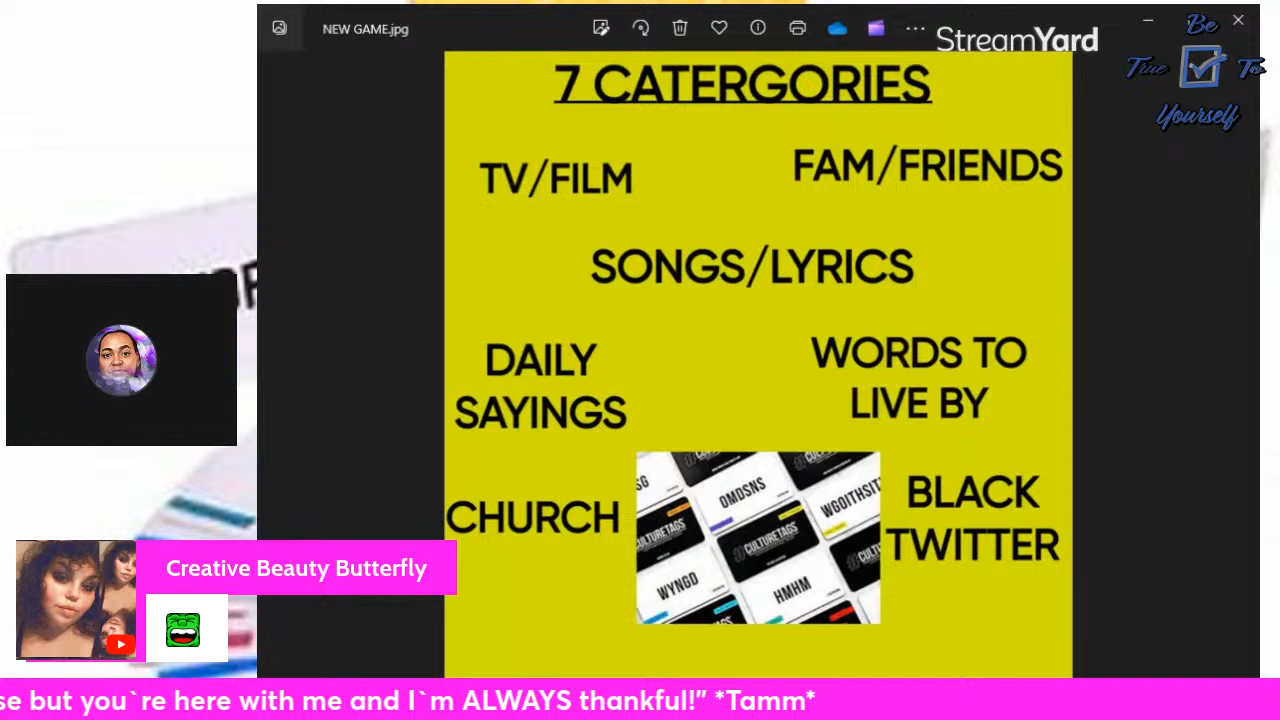 NEW GAME.jpg
StreamYard
Be
True To
Yourself
7 CATERGORIES
TV/FILM
FAM/FRIENDS
SONGS/LYRICS
DAILY
SAYINGS
WORDS TO
LIVE BY
CHURCH
BLACK
TWITTER
SG
OMDSNS
WGOITHSIT
CULTURETAGS
#CULTURETAGS
WYNGD
HMHM
Creative Beauty Butterfly
se but you`re here with me and I`m ALWAYS thankful!” *Tamm*